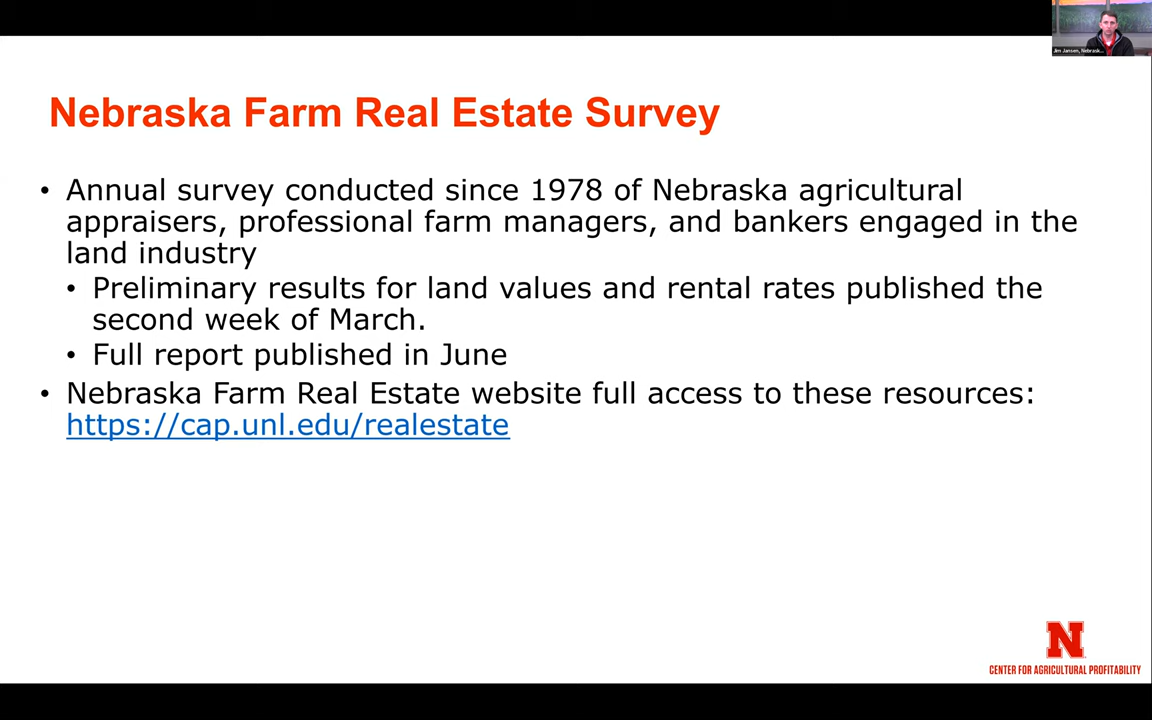 Jim Jansen, Nebrask...
Nebraska Farm Real Estate Survey
• Annual survey conducted since 1978 of Nebraska agricultural
appraisers, professional farm managers, and bankers engaged in the
land industry
• Preliminary results for land values and rental rates published the
second week of March.
• Full report published in June
• Nebraska Farm Real Estate website full access to these resources:
https://cap.unl.edu/realestate
N
CENTER FOR AGRICULTURAL PROFITABILITY